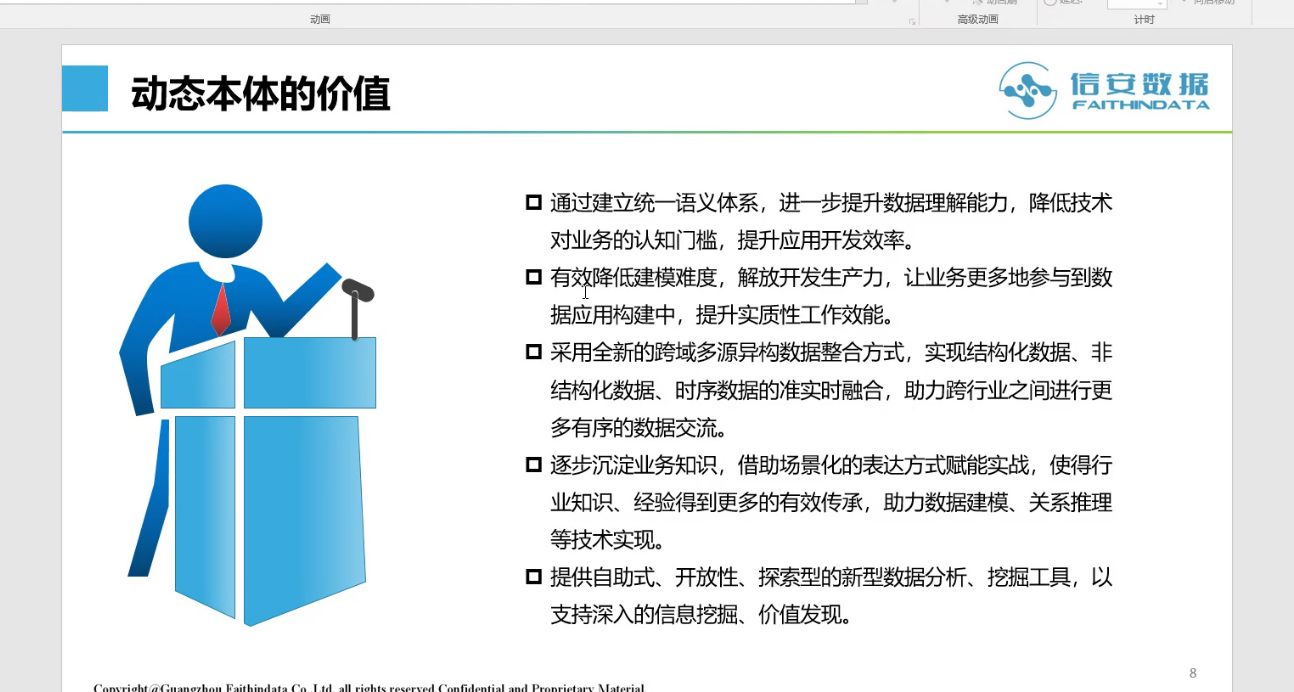 动画
高级动画
计时
动态本体的价值
信安数据
FAITHINDATA
通过建立统一语义体系，进一步提升数据理解能力，降低技术
对业务的认知门槛，提升应用开发效率。
有效降低建模难度，解放开发生产力，让业务更多地参与到数
据应用构建中，提升实质性工作效能。
采用全新的跨域多源异构数据整合方式，实现结构化数据、非
结构化数据、时序数据的准实时融合，助力跨行业之间进行更
多有序的数据交流。
逐步沉淀业务知识，借助场景化的表达方式赋能实战，使得行
业知识、经验得到更多的有效传承，助力数据建模、关系推理
等技术实现。
提供自助式、开放性、探索型的新型数据分析、挖掘工具，以
支持深入的信息挖掘、价值发现。
8
Copyright@Guangzhou Faithindata Co.,Ltd, all rights reserved Confidential and Proprietary Material